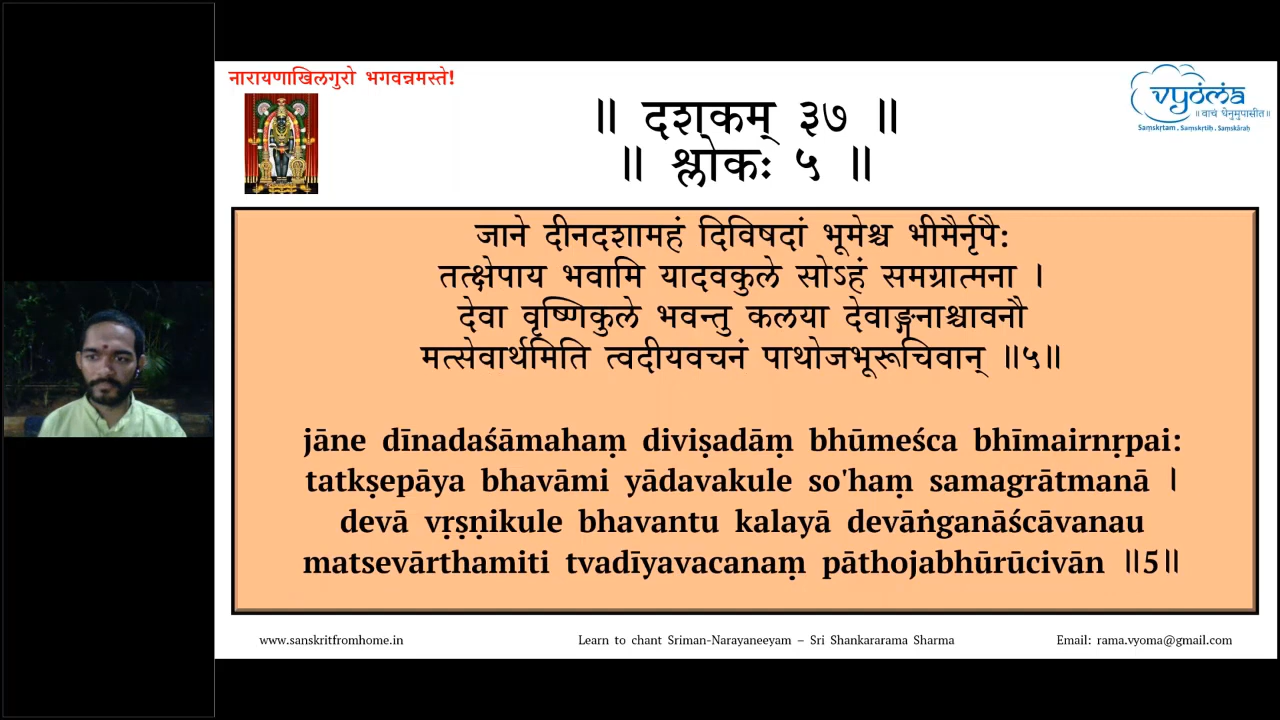 नारायणाखिलगुरो भगवन्नमस्ते!
॥ दशकम् ३७ ॥
॥ श्लोकः ५ ॥
vyoma
॥ वाचं धेनुमुपासीत॥
Saṃskṛtam . Saṃskṛtiḥ . Saṃskāraḥ
जाने दीनदशामहं दिविषदां भूमेश्च भीमैर्नृपै:
तत्क्षेपाय भवामि यादवकुले सोऽहं समग्रात्मना ।
देवा वृष्णिकुले भवन्तु कलया देवाङ्गनाश्चावनौ
मत्सेवार्थमिति त्वदीयवचनं पाथोजभूरूचिवान् ॥५॥
jāne dīnadaśāmahaṃ diviṣadāṃ bhūmeśca bhīmairnṛpai:
tatkṣepāya bhavāmi yādavakule so'haṃ samagrātmanā ।
devā vṛṣṇikule bhavantu kalayā devāṅganāścāvanau
matsevārthamiti tvadīyavacanaṃ pāthojabhūrūcivān ॥5॥
www.sanskritfromhome.in
Learn to chant Sriman-Narayaneeyam – Sri Shankararama Sharma
Email: rama.vyoma@gmail.com